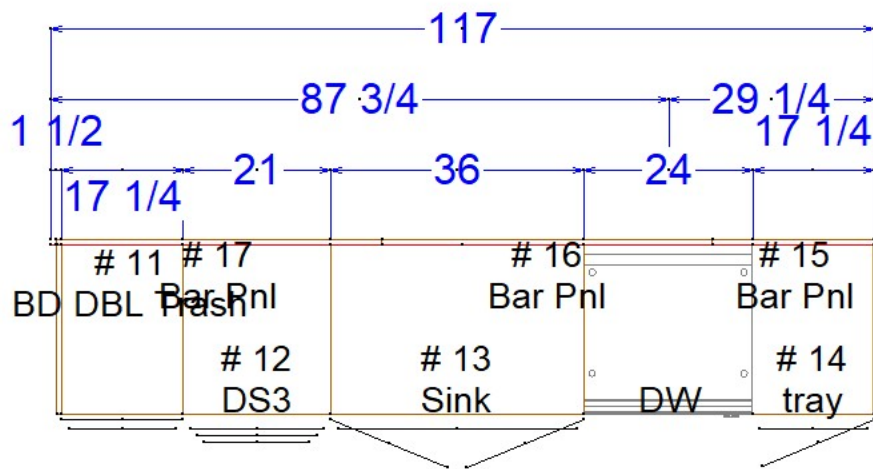 117
87 3/4
29 1/4
1 1/2
17 1/4
21
36
24
17 1/4
# 11
# 17
# 16
# 15
BD DBL Trash
Bar Pnl
Bar Pnl
Bar Pnl
# 12
# 13
# 14
DS3
Sink
DW
tray